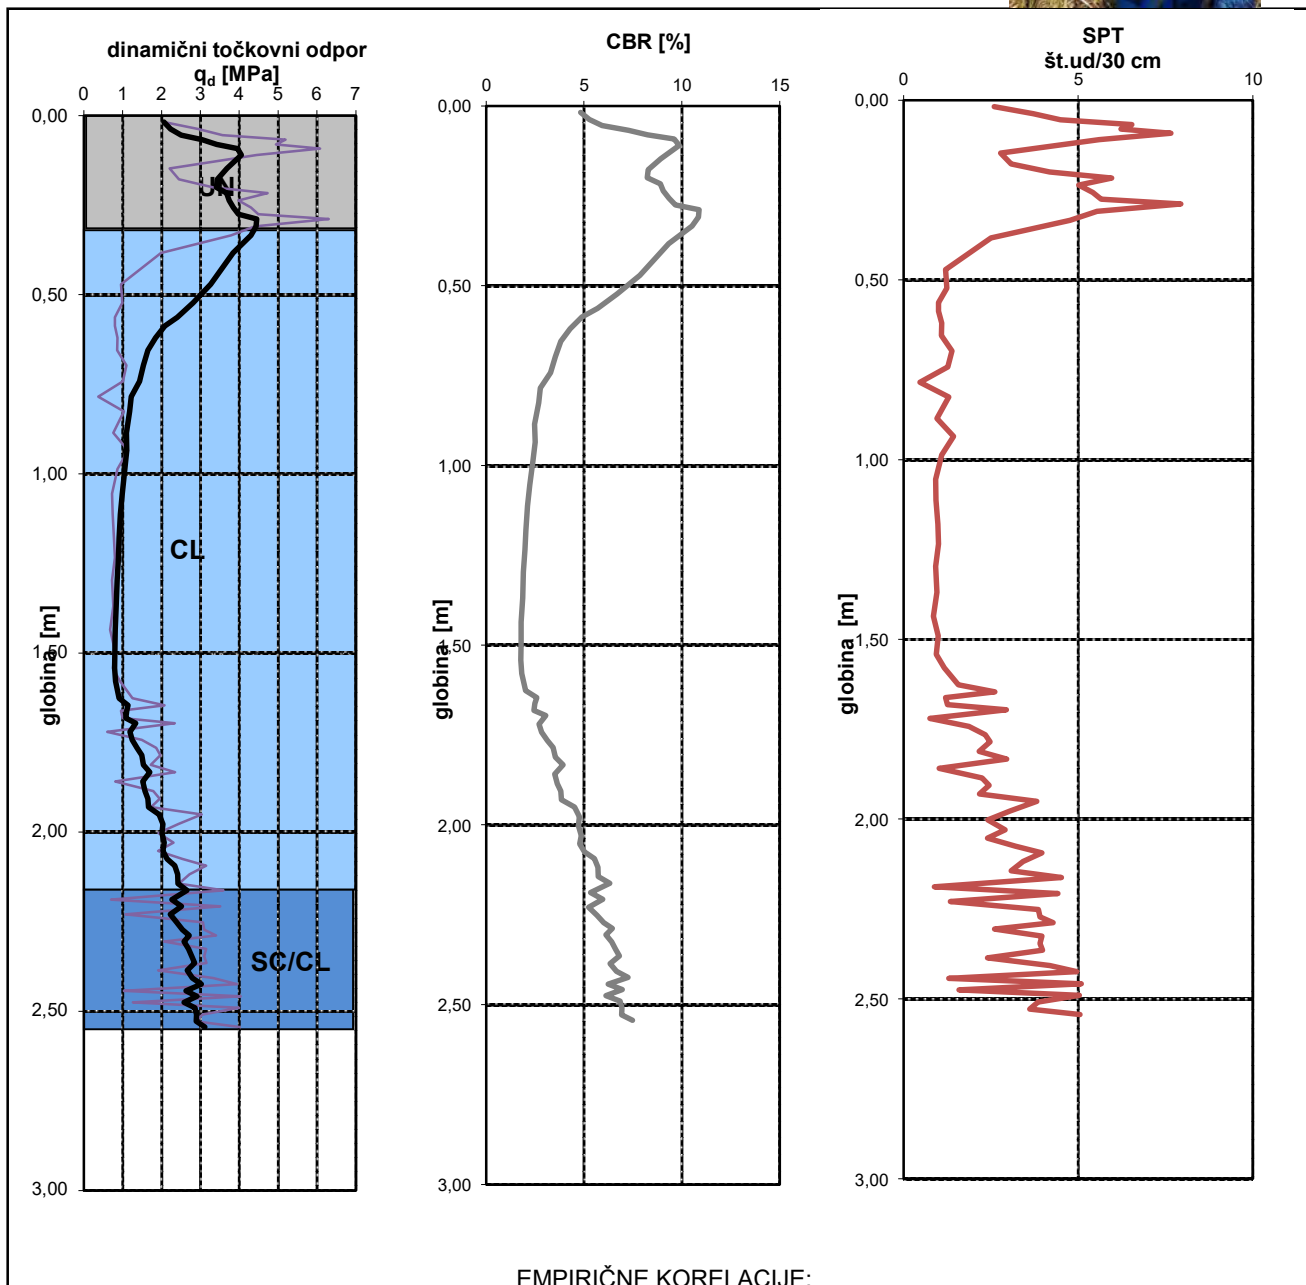 dinamični točkovni odpor
qd [MPa]
0 1 2 3 4 5 6 7
0,00
0,50
1,00
1,50
2,00
2,50
3,00
globina [m]
UN
CL
SC/CL
CBR [%]
0 5 10 15
0,00
0,50
1,00
1,50
2,00
2,50
3,00
globina [m]
SPT
št.ud/30 cm
0 5 10
0,00
0,50
1,00
1,50
2,00
2,50
3,00
globina [m]
EMPIRIČNE KORELACIJE: